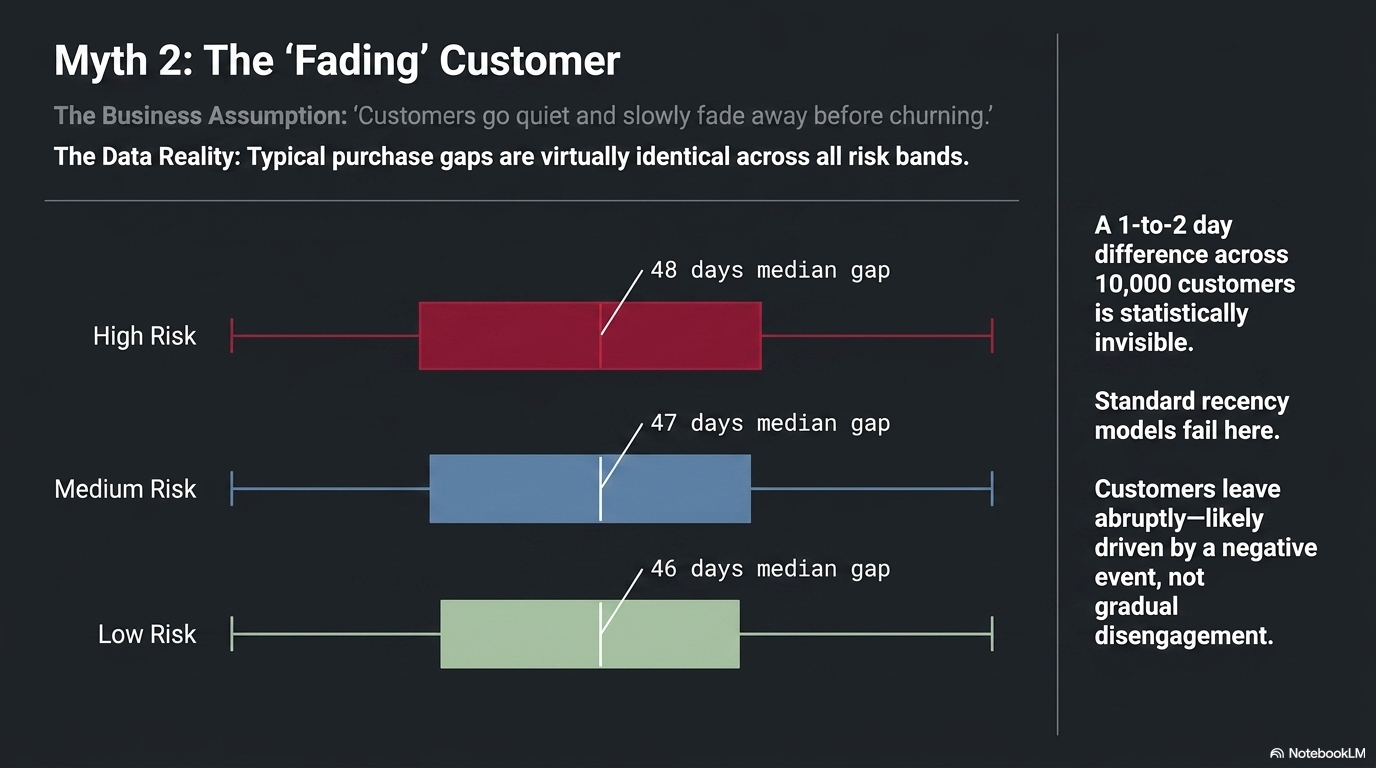 Myth 2: The ‘Fading’ Customer
The Business Assumption: ‘Customers go quiet and slowly fade away before churning.’
The Data Reality: Typical purchase gaps are virtually identical across all risk bands.
48 days median gap
High Risk
47 days median gap
Medium Risk
46 days median gap
Low Risk
A 1-to-2 day
difference across
10,000 customers
is statistically
invisible.
Standard recency
models fail here.
Customers leave
abruptly—likely
driven by a negative
event, not
gradual
disengagement.
NotebookLM